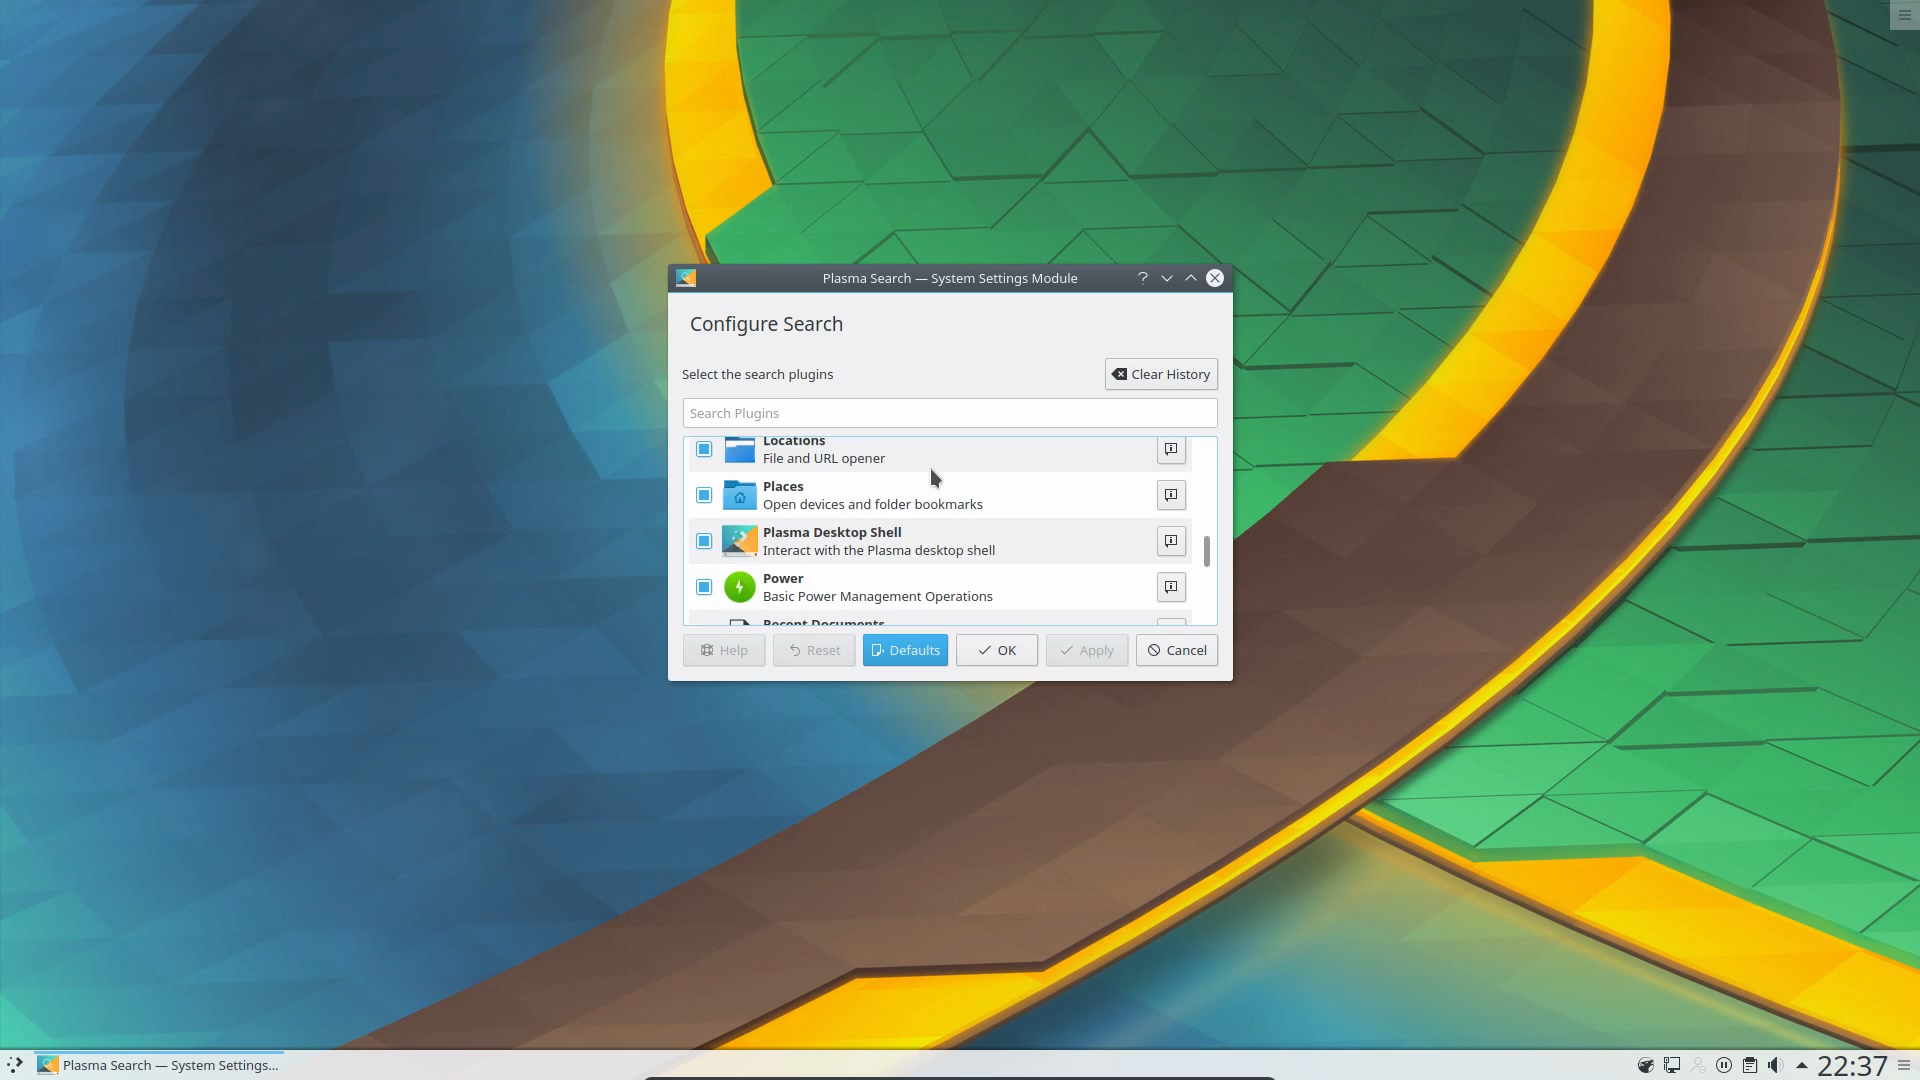 Plasma Search — System Settings Module
Configure Search
Select the search plugins
Clear History
Search Plugins
Locations
File and URL opener
Places
Open devices and folder bookmarks
Plasma Desktop Shell
Interact with the Plasma desktop shell
Power
Basic Power Management Operations
Recent Documents
Help
Reset
Defaults
OK
Apply
Cancel
Plasma Search — System Settings...
22:37